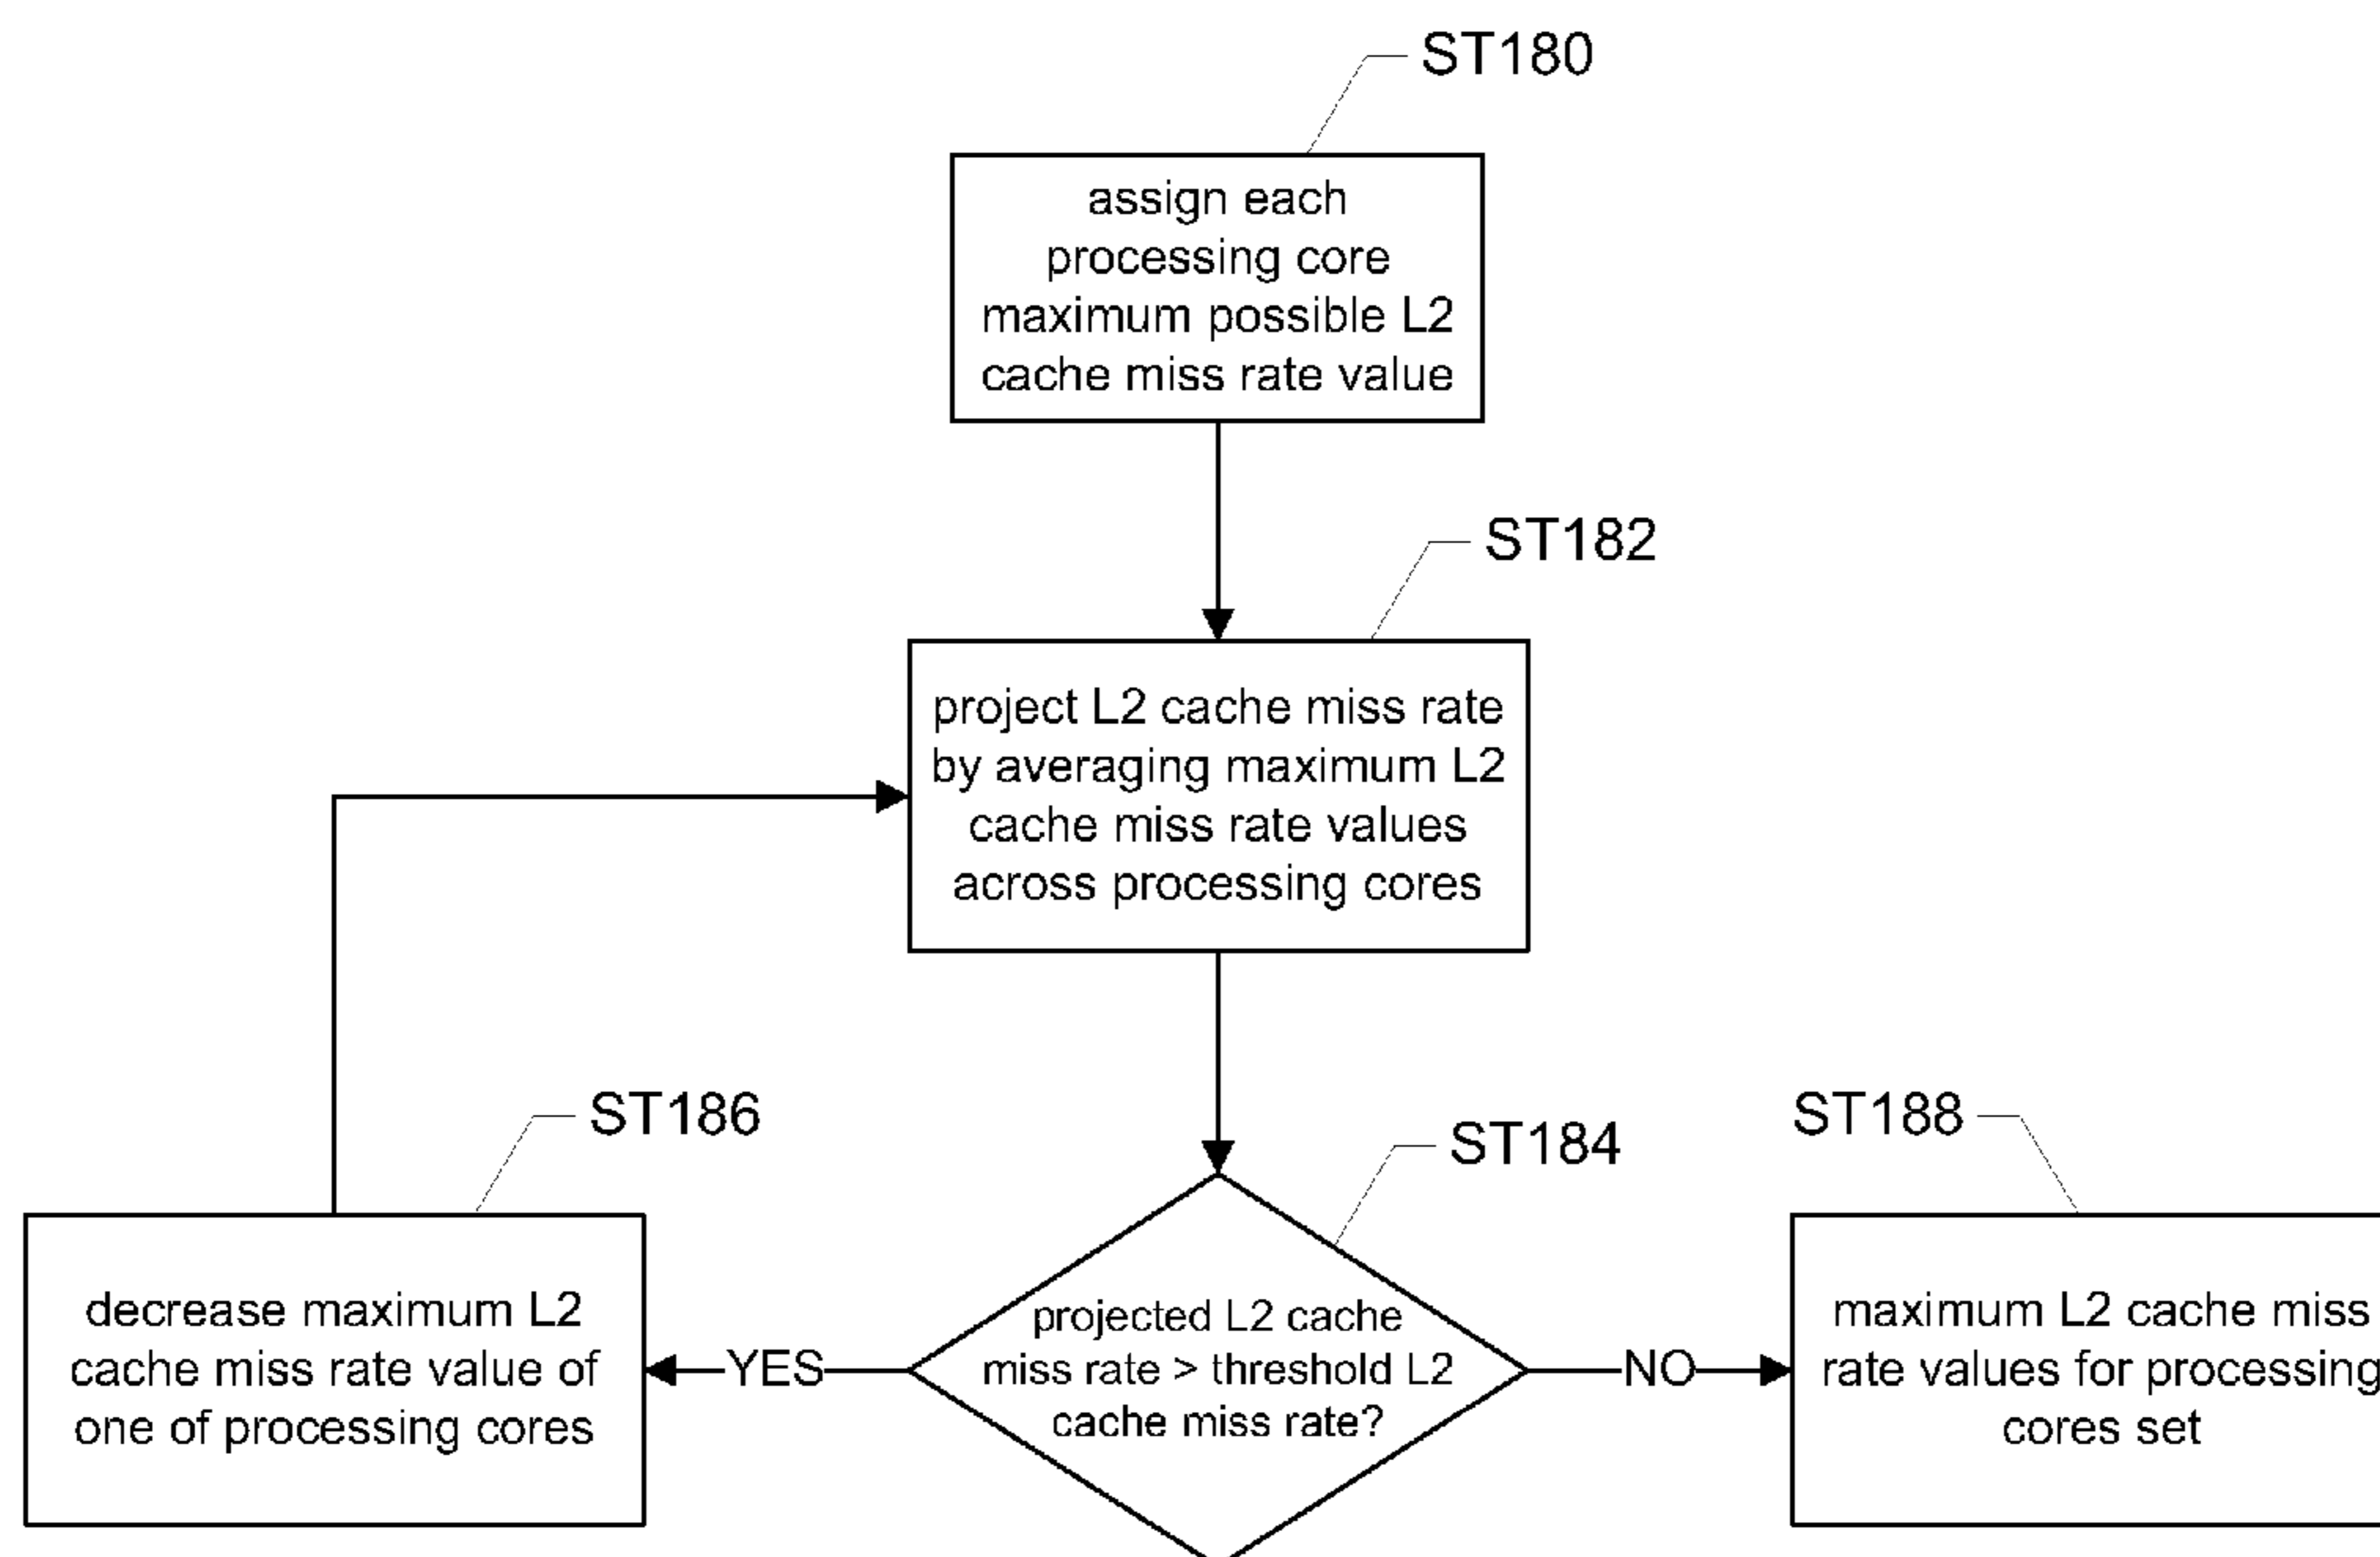 ST180
assign each
processing core
maximum possible L2
cache miss rate value
ST182
project L2 cache miss rate
by averaging maximum L2
cache miss rate values
across processing cores
ST186
decrease maximum L2
cache miss rate value of
one of processing cores
ST184
projected L2 cache
miss rate > threshold L2
cache miss rate?
YES
NO
ST188
maximum L2 cache miss
rate values for processing
cores set